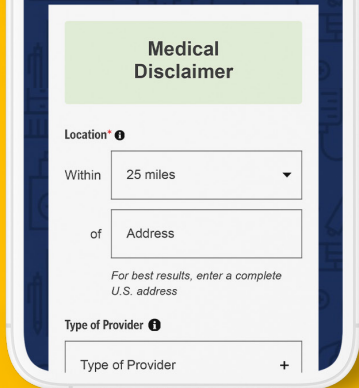 Medical
Disclaimer
Location*
Within 25 miles
of Address
For best results, enter a complete
U.S. address
Type of Provider
Type of Provider +